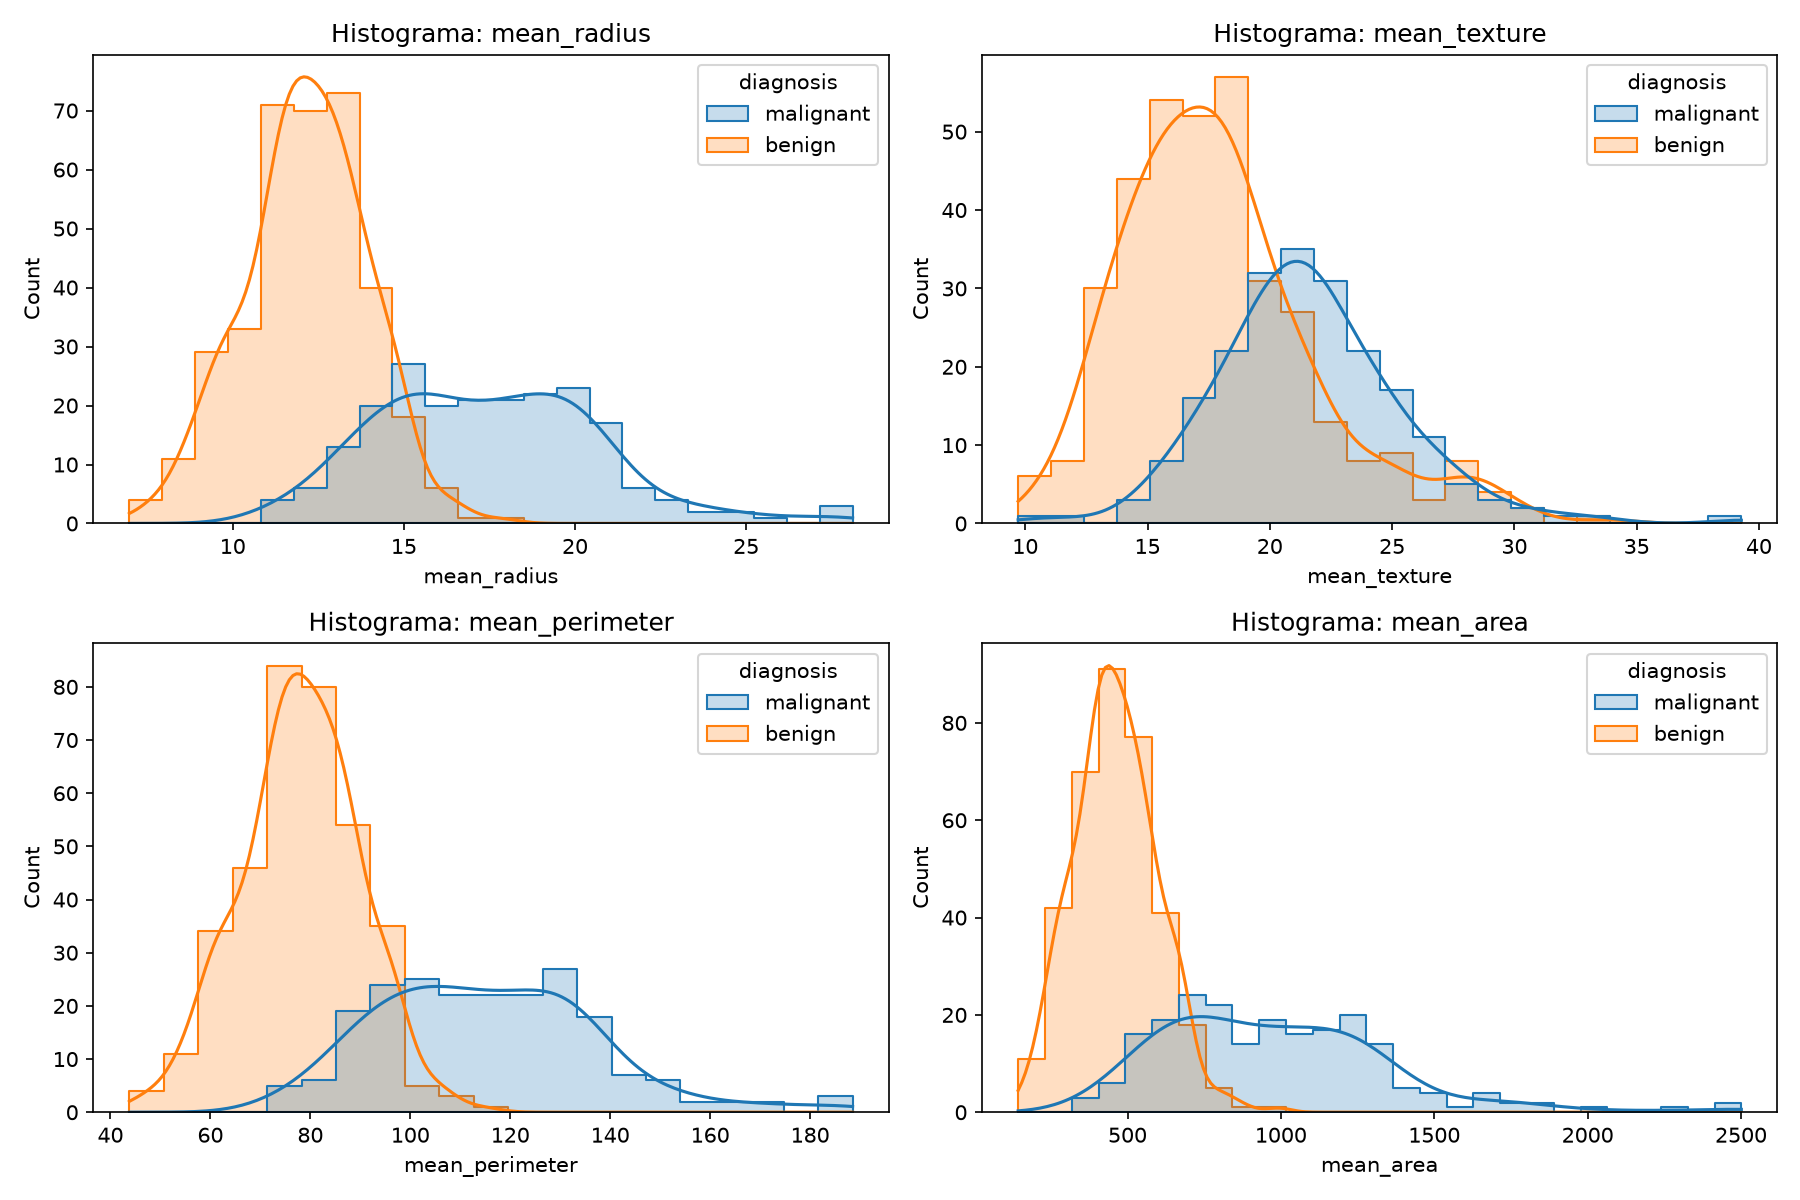 Histograma: mean_radius
Count
70
60
50
40
30
20
10
0
10 15 20 25
mean_radius
diagnosis
malignant
benign
Histograma: mean_texture
Count
50
40
30
20
10
0
10 15 20 25 30 35 40
mean_texture
diagnosis
malignant
benign
Histograma: mean_perimeter
Count
80
70
60
50
40
30
20
10
0
40 60 80 100 120 140 160 180
mean_perimeter
diagnosis
malignant
benign
Histograma: mean_area
Count
80
60
40
20
0
500 1000 1500 2000 2500
mean_area
diagnosis
malignant
benign